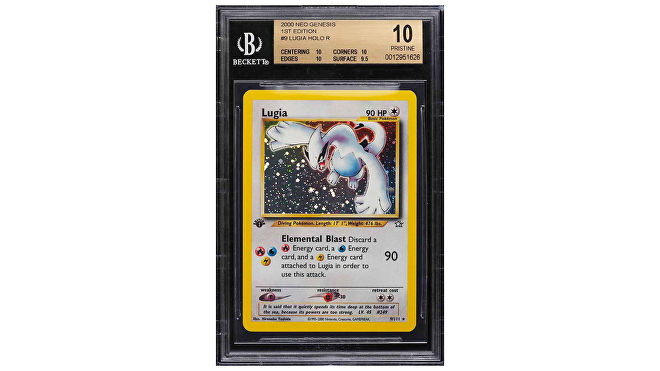 2000 NEO GENESIS
1ST EDITION
#9 LUGIA HOLO R
CENTERING 10 CORNERS 10
EDGES 10 SURFACE 9.5
B
BECKETT
10
PRISTINE
0012951626
Lugia
90 HP
Basic Pokémon
Diving Pokémon. Length: 17' 1", Weight: 476 lbs.
Elemental Blast Discard a
Energy card, a Energy
card, and a Energy card
attached to Lugia in order to
use this attack.
90
weakness resistance retreat cost
-30
It is said that it quietly spends its time deep at the bottom of
the sea, because its powers are too strong. LV. 45 #249
Illus. Hironobu Yoshida
©1995, 2000 Nintendo, Creatures, GAMEFREAK.
9/111 ★